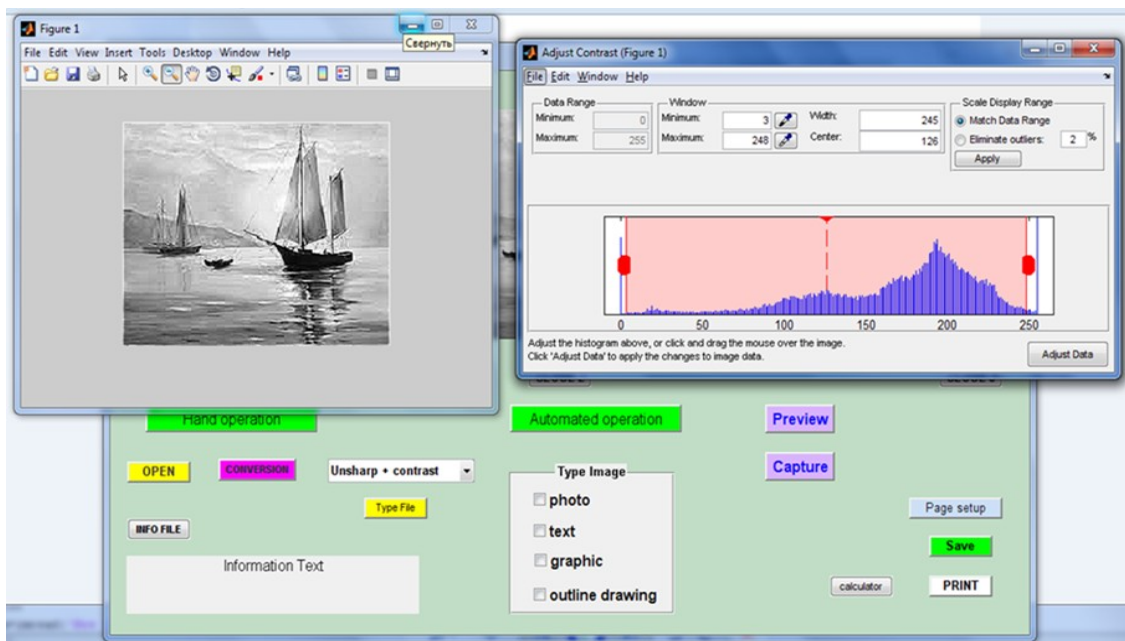 Figure 1
Свернуть
File Edit View Insert Tools Desktop Window Help
Adjust Contrast (Figure 1)
File Edit Window Help
Data Range
Minimum: 0
Maximum: 255
Window
Minimum: 3
Maximum: 248
Width: 245
Center: 126
Scale Display Range
Match Data Range
Eliminate outliers: 2 %
Apply
0 50 100 150 200 250
Adjust the histogram above, or click and drag the mouse over the image.
Click 'Adjust Data' to apply the changes to image data.
Adjust Data
Hand operation
Automated operation
Preview
OPEN
CONVERSION
Unsharp + contrast
Capture
Type File
Type Image
photo
text
graphic
outline drawing
INFO FILE
Information Text
Page setup
Save
calculator
PRINT